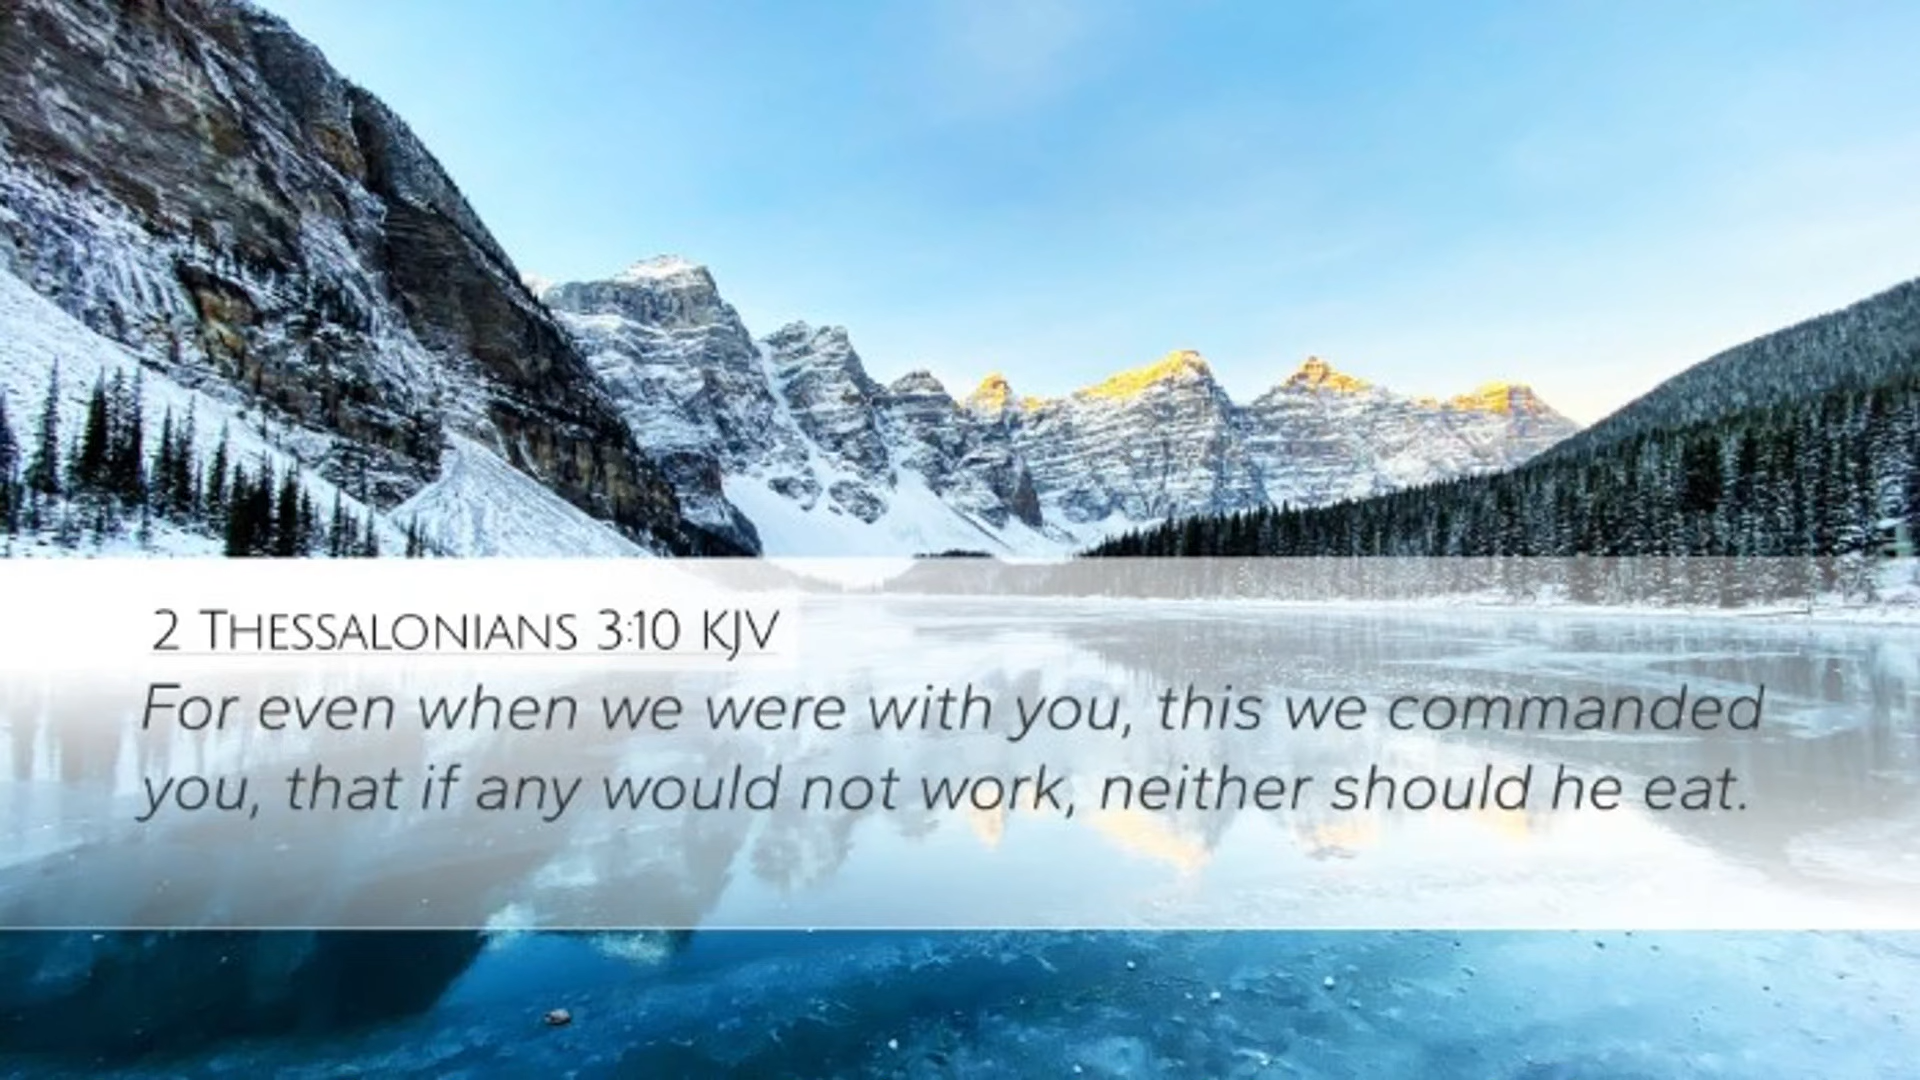 2 Thessalonians 3:10 KJV
For even when we were with you, this we commanded
you, that if any would not work, neither should he eat.